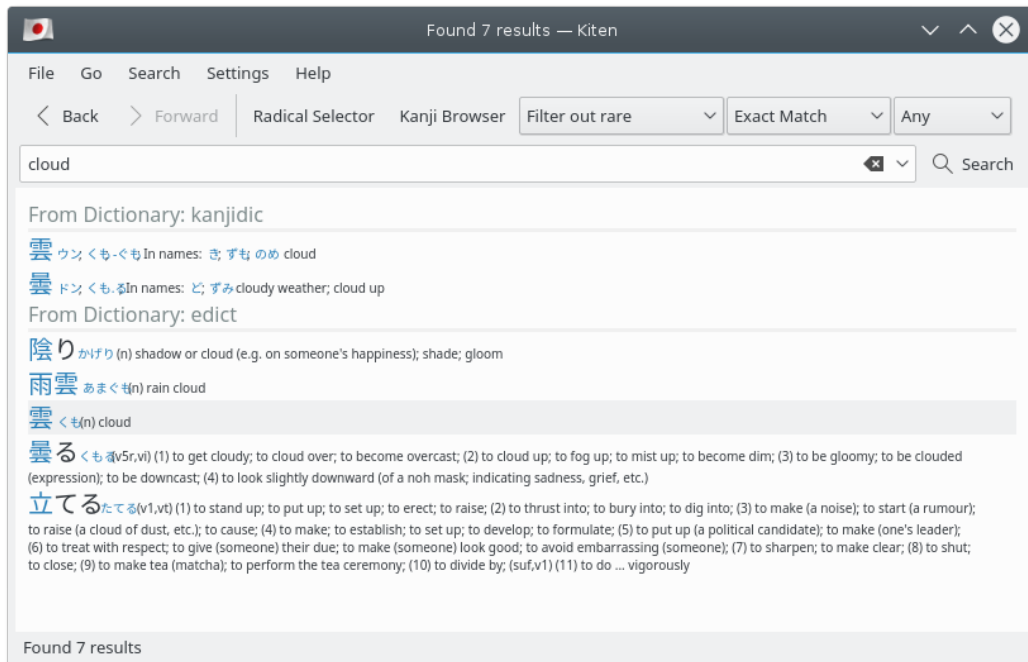 Found 7 results — Kiten
File Go Search Settings Help
Back Forward Radical Selector Kanji Browser Filter out rare Exact Match Any
cloud Search
From Dictionary: kanjidic
雲 ウン; くも; -ぐも In names: き; ずも; のめ cloud
曇 ドン; くも.る In names: ど; ずみ cloudy weather; cloud up
From Dictionary: edict
陰り かげり (n) shadow or cloud (e.g. on someone's happiness); shade; gloom
雨雲 あまぐも (n) rain cloud
雲 くも (n) cloud
曇る くもる (v5r,vi) (1) to get cloudy; to cloud over; to become overcast; (2) to cloud up; to fog up; to mist up; to become dim; (3) to be gloomy; to be clouded
(expression); to be downcast; (4) to look slightly downward (of a noh mask; indicating sadness, grief, etc.)
立てる たてる (v1,vt) (1) to stand up; to put up; to set up; to erect; to raise; (2) to thrust into; to bury into; to dig into; (3) to make (a noise); to start (a rumour);
to raise (a cloud of dust, etc.); to cause; (4) to make; to establish; to set up; to develop; to formulate; (5) to put up (a political candidate); to make (one's leader);
(6) to treat with respect; to give (someone) their due; to make (someone) look good; to avoid embarrassing (someone); (7) to sharpen; to make clear; (8) to shut;
to close; (9) to make tea (matcha); to perform the tea ceremony; (10) to divide by; (suf,v1) (11) to do ... vigorously
Found 7 results